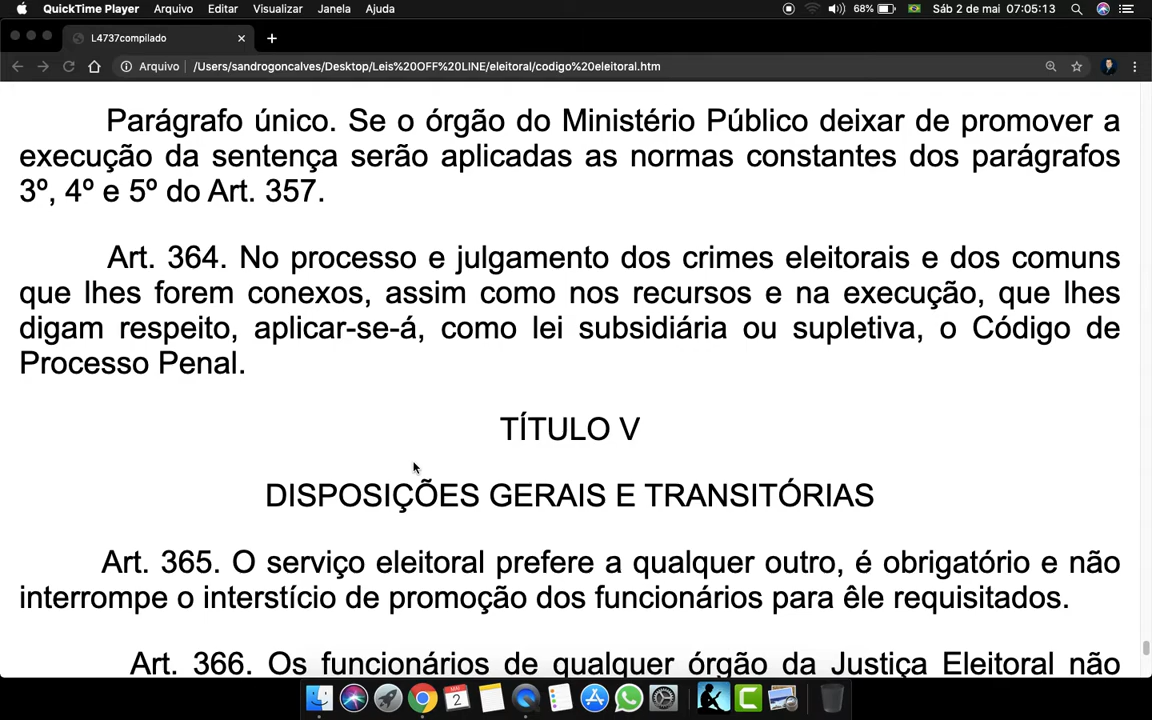 QuickTime Player Arquivo Editar Visualizar Janela Ajuda 68% Sáb 2 de mai 07:05:13
L4737compilado
Arquivo /Users/sandrogoncalves/Desktop/Leis%20OFF%20LINE/eleitoral/codigo%20eleitoral.htm
Parágrafo único. Se o órgão do Ministério Público deixar de promover a
execução da sentença serão aplicadas as normas constantes dos parágrafos
3º, 4º e 5º do Art. 357.
Art. 364. No processo e julgamento dos crimes eleitorais e dos comuns
que lhes forem conexos, assim como nos recursos e na execução, que lhes
digam respeito, aplicar-se-á, como lei subsidiária ou supletiva, o Código de
Processo Penal.
TÍTULO V
DISPOSIÇÕES GERAIS E TRANSITÓRIAS
Art. 365. O serviço eleitoral prefere a qualquer outro, é obrigatório e não
interrompe o interstício de promoção dos funcionários para êle requisitados.
Art. 366. Os funcionários de qualquer órgão da Justiça Eleitoral não
MAI
2